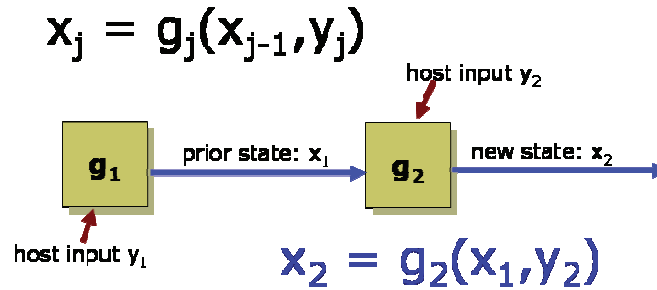 xⱼ = gⱼ(xⱼ₋₁,yⱼ)
host input y₂
g₁
prior state: x₁
g₂
new state: x₂
host input y₁
x₂ = g₂(x₁,y₂)